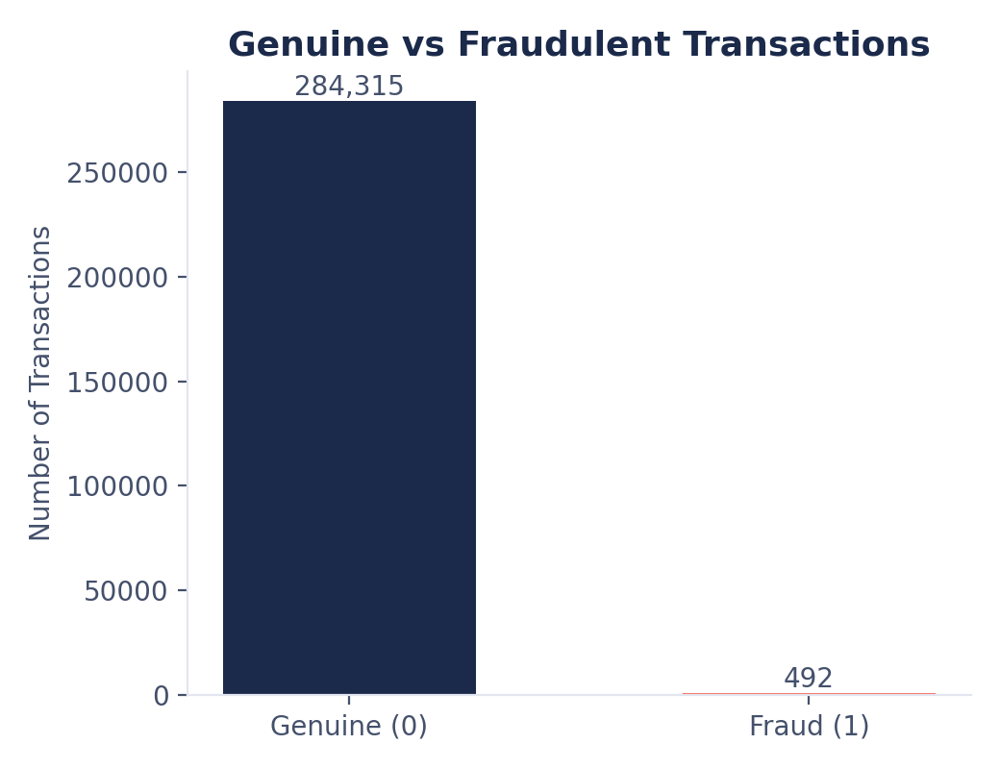 Genuine vs Fraudulent Transactions
284,315
250000
200000
150000
100000
50000
0
Number of Transactions
492
Genuine (0)
Fraud (1)